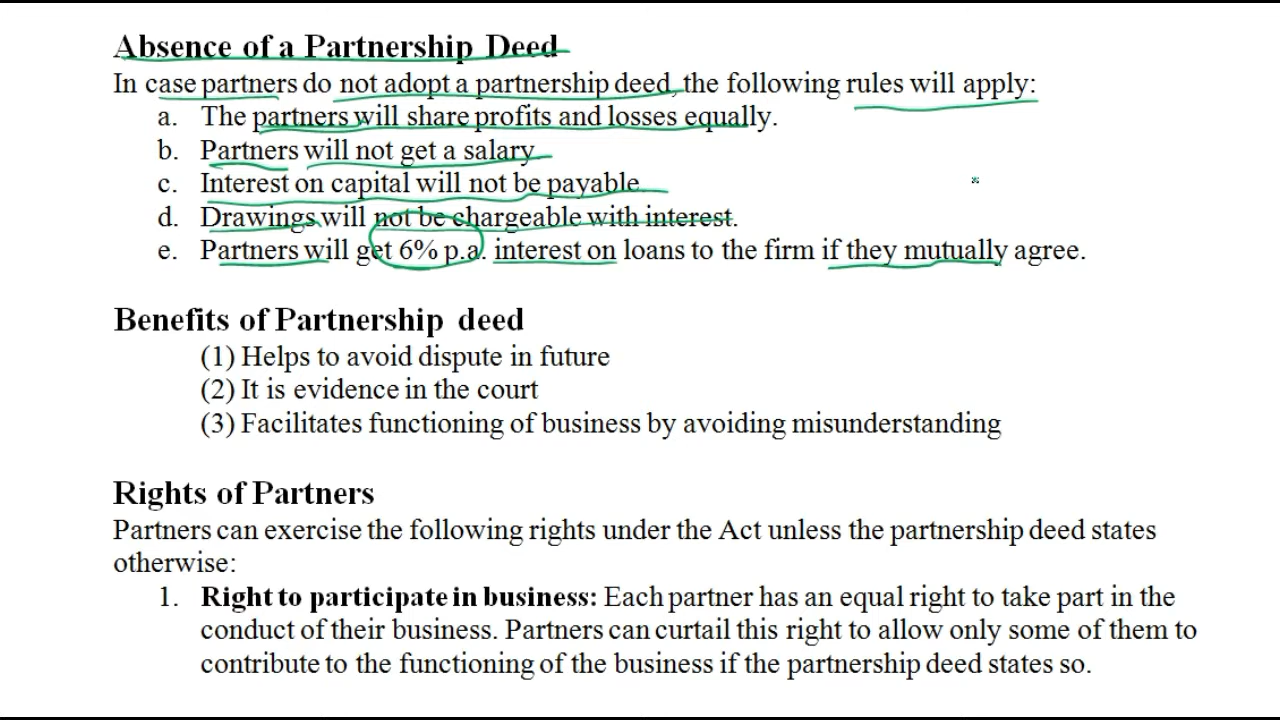 Absence of a Partnership Deed
In case partners do not adopt a partnership deed, the following rules will apply:
a. The partners will share profits and losses equally.
b. Partners will not get a salary
c. Interest on capital will not be payable.
d. Drawings will not be chargeable with interest.
e. Partners will get 6% p.a. interest on loans to the firm if they mutually agree.
Benefits of Partnership deed
(1) Helps to avoid dispute in future
(2) It is evidence in the court
(3) Facilitates functioning of business by avoiding misunderstanding
Rights of Partners
Partners can exercise the following rights under the Act unless the partnership deed states
otherwise:
1. Right to participate in business: Each partner has an equal right to take part in the
conduct of their business. Partners can curtail this right to allow only some of them to
contribute to the functioning of the business if the partnership deed states so.